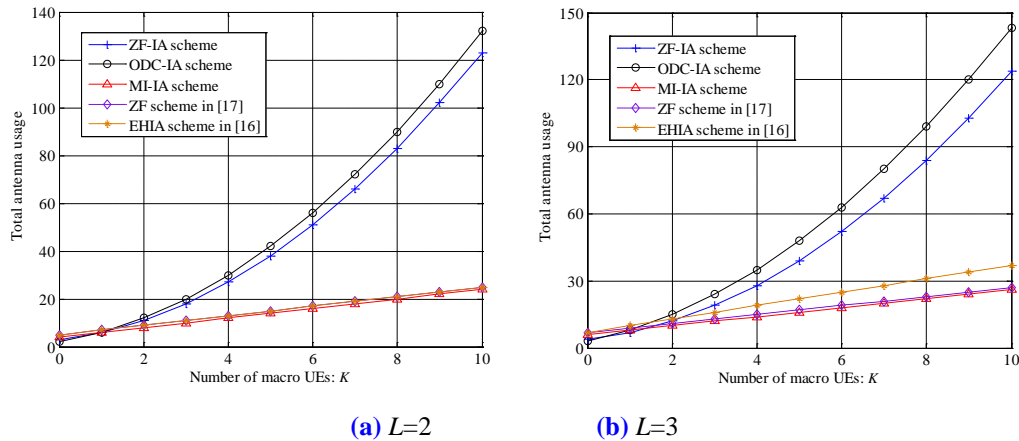 140
120
100
80
60
40
20
0
0 2 4 6 8 10
Total antenna usage
Number of macro UEs: K
ZF-IA scheme
ODC-IA scheme
MI-IA scheme
ZF scheme in [17]
EHIA scheme in [16]
(a) L=2
150
120
90
60
30
0
0 2 4 6 8 10
Total antenna usage
Number of macro UEs: K
ZF-IA scheme
ODC-IA scheme
MI-IA scheme
ZF scheme in [17]
EHIA scheme in [16]
(b) L=3